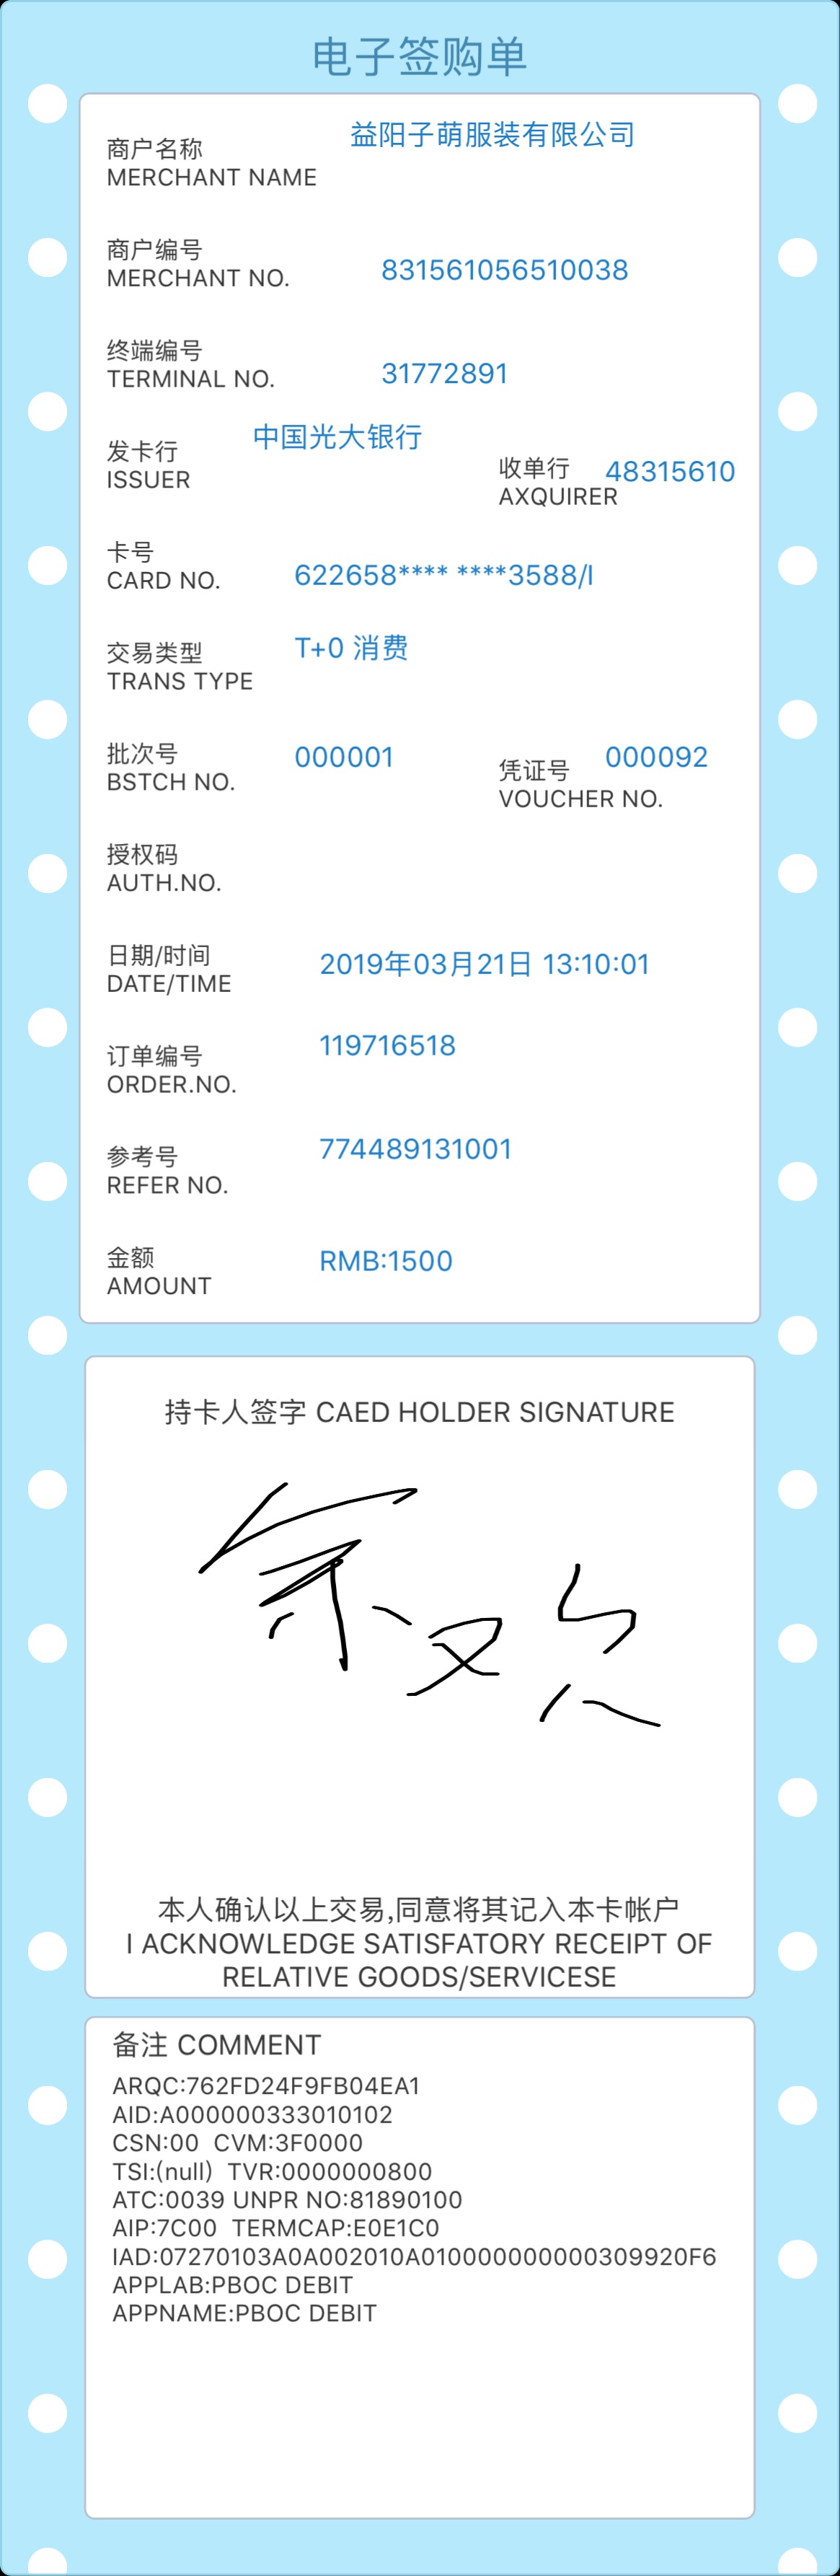 电子签购单
商户名称 益阳子萌服装有限公司
MERCHANT NAME
商户编号
MERCHANT NO. 831561056510038
终端编号
TERMINAL NO. 31772891
发卡行 中国光大银行
ISSUER
收单行 48315610
AXQUIRER
卡号
CARD NO. 622658**** ****3588/I
交易类型 T+0 消费
TRANS TYPE
批次号 000001
BSTCH NO.
凭证号 000092
VOUCHER NO.
授权码
AUTH.NO.
日期/时间 2019年03月21日 13:10:01
DATE/TIME
订单编号 119716518
ORDER.NO.
参考号 774489131001
REFER NO.
金额 RMB:1500
AMOUNT
持卡人签字 CAED HOLDER SIGNATURE
本人确认以上交易,同意将其记入本卡帐户
I ACKNOWLEDGE SATISFATORY RECEIPT OF
RELATIVE GOODS/SERVICESE
备注 COMMENT
ARQC:762FD24F9FB04EA1
AID:A000000333010102
CSN:00 CVM:3F0000
TSI:(null) TVR:0000000800
ATC:0039 UNPR NO:81890100
AIP:7C00 TERMCAP:E0E1C0
IAD:07270103A0A002010A010000000000309920F6
APPLAB:PBOC DEBIT
APPNAME:PBOC DEBIT